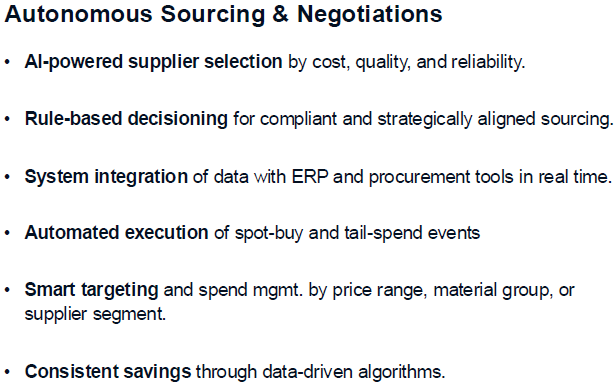 Autonomous Sourcing & Negotiations
• AI-powered supplier selection by cost, quality, and reliability.
• Rule-based decisioning for compliant and strategically aligned sourcing.
• System integration of data with ERP and procurement tools in real time.
• Automated execution of spot-buy and tail-spend events
• Smart targeting and spend mgmt. by price range, material group, or
supplier segment.
• Consistent savings through data-driven algorithms.